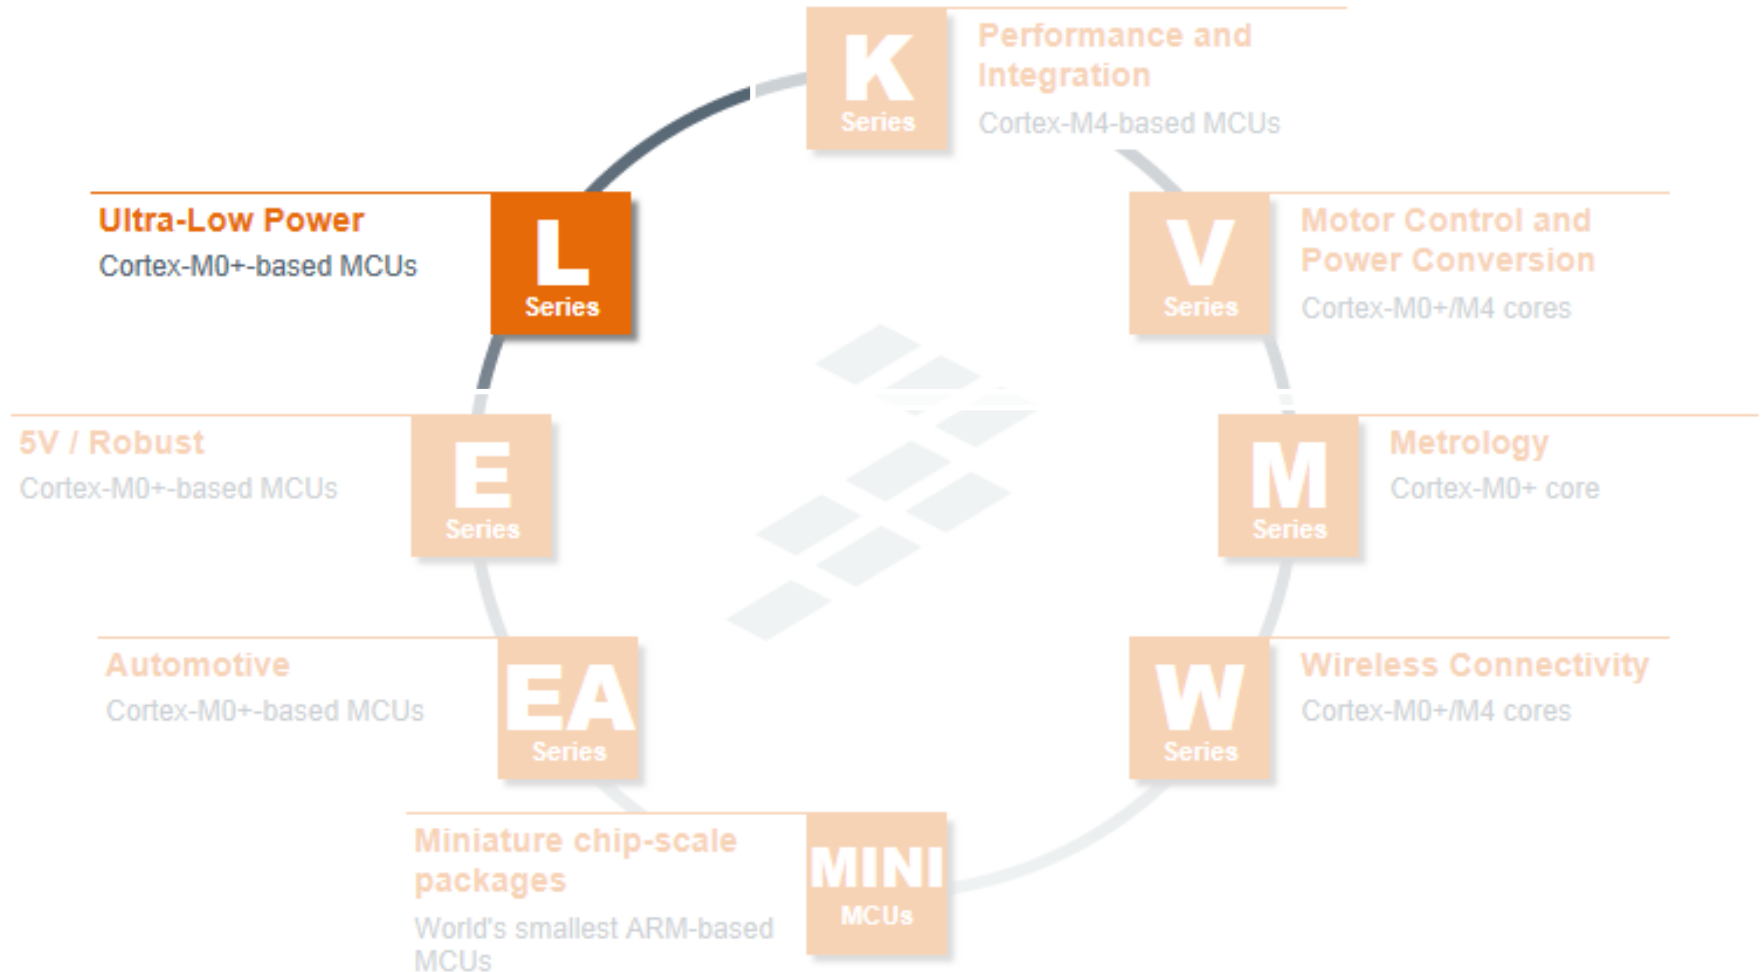 K
Series
Performance and
Integration
Cortex-M4-based MCUs
Ultra-Low Power
Cortex-M0+-based MCUs
L
Series
V
Series
Motor Control and
Power Conversion
Cortex-M0+/M4 cores
5V / Robust
Cortex-M0+-based MCUs
E
Series
M
Series
Metrology
Cortex-M0+ core
Automotive
Cortex-M0+-based MCUs
EA
Series
W
Series
Wireless Connectivity
Cortex-M0+/M4 cores
Miniature chip-scale
packages
World's smallest ARM-based
MCUs
MINI
MCUs